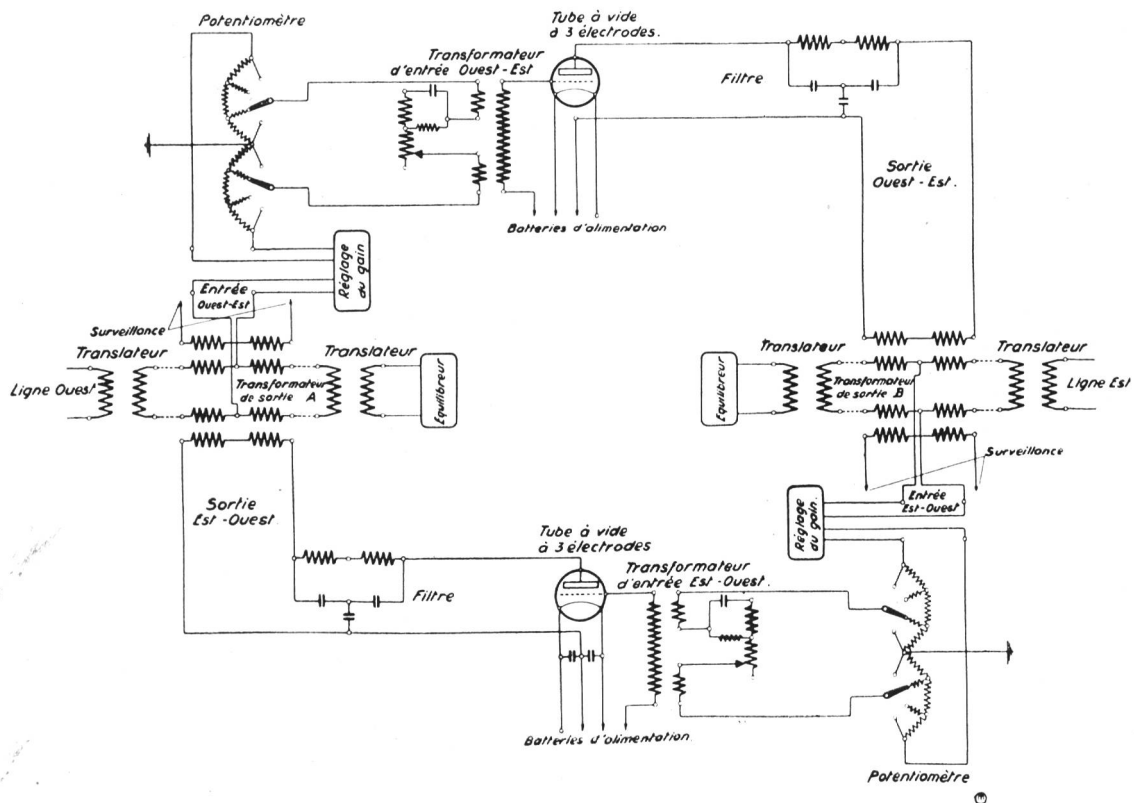 Potentiomètre
Tube à vide
à 3 électrodes.
Transformateur
d'entrée Ouest-Est
Filtre
Sortie
Ouest-Est.
Batteries d'alimentation
Réglage
du gain
Entrée
Ouest-Est
Surveillance
Translateur
Translateur
Ligne Ouest
Transformateur
de sortie A
Equilibreur
Translateur
Translateur
Equilibreur
Transformateur
de sortie B
Ligne Est
Surveillance
Sortie
Est-Ouest
Réglage
du gain.
Entrée
Est-Ouest
Tube à vide
à 3 électrodes
Transformateur
d'entrée Est-Ouest.
Filtre
Batteries d'alimentation.
Potentiomètre